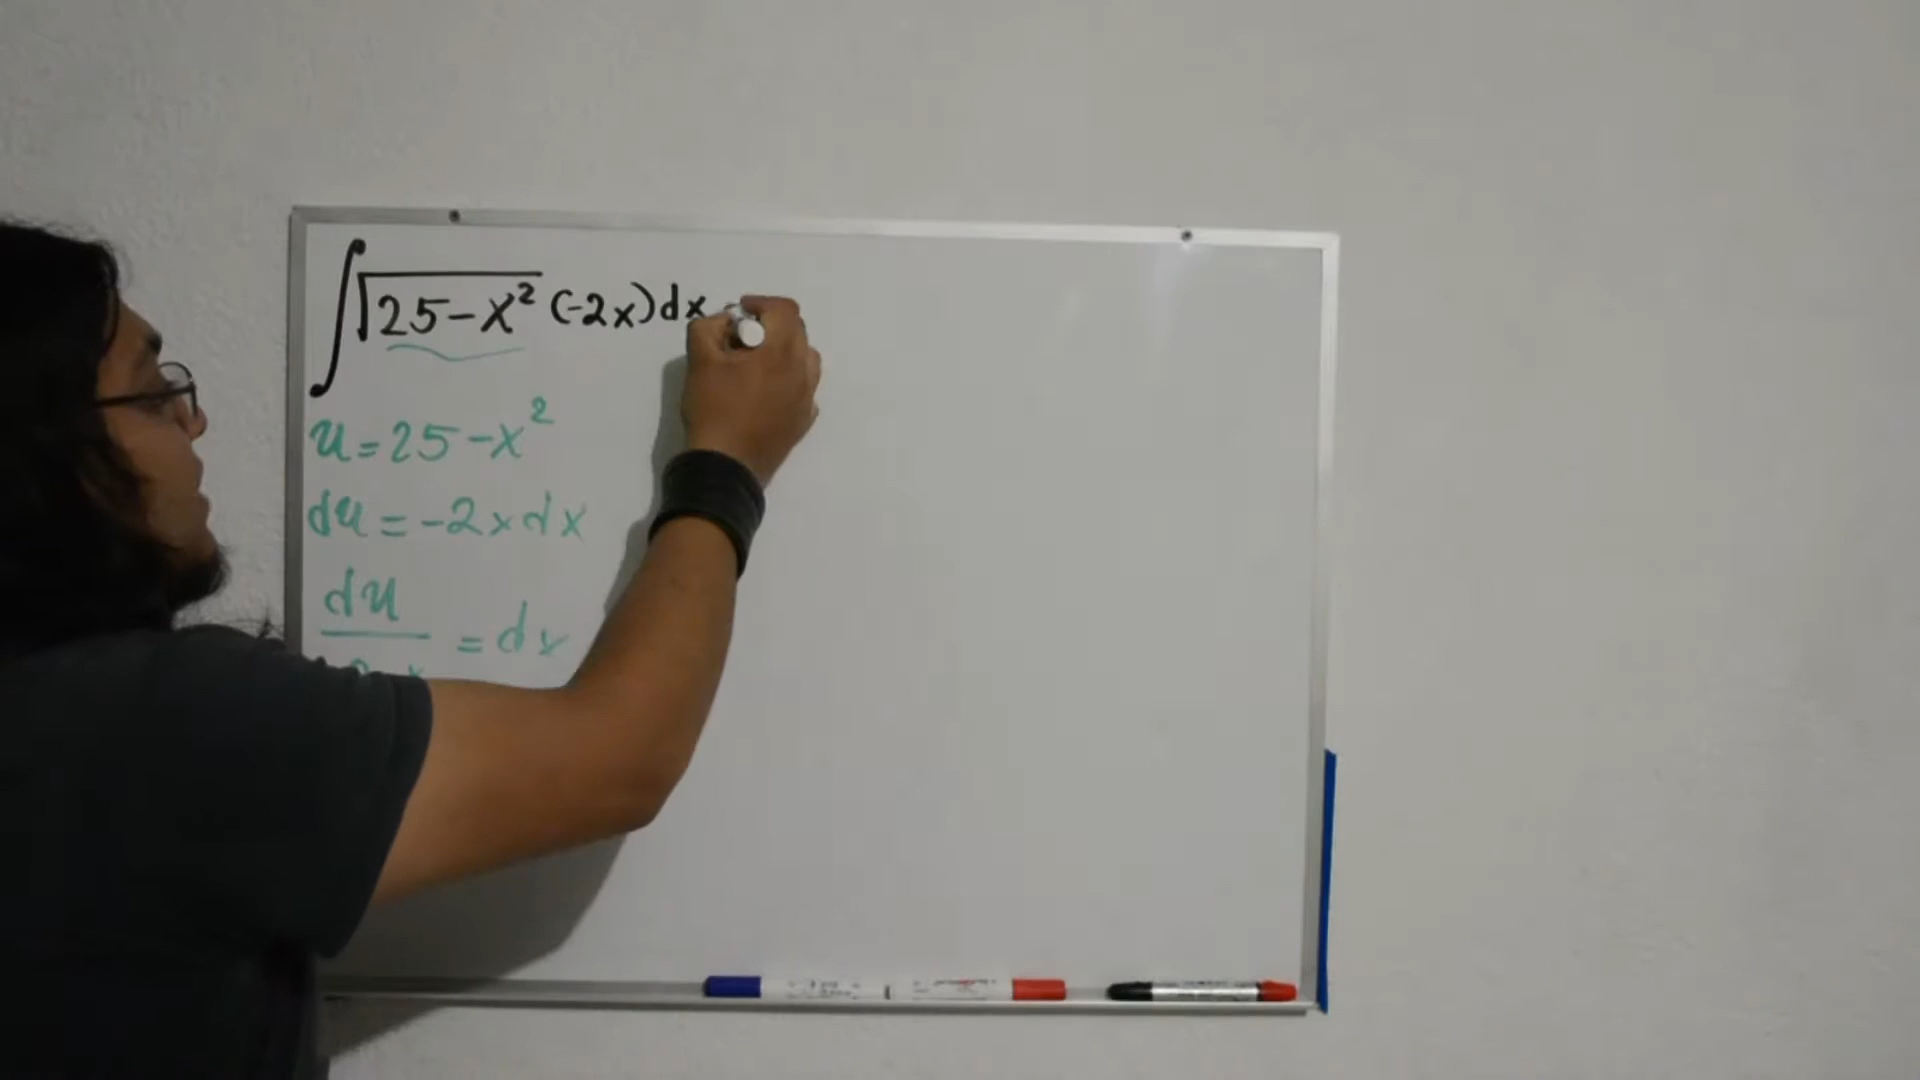 ∫√25-x² (-2x)dx
u=25-x²
du=-2xdx
du
= dx